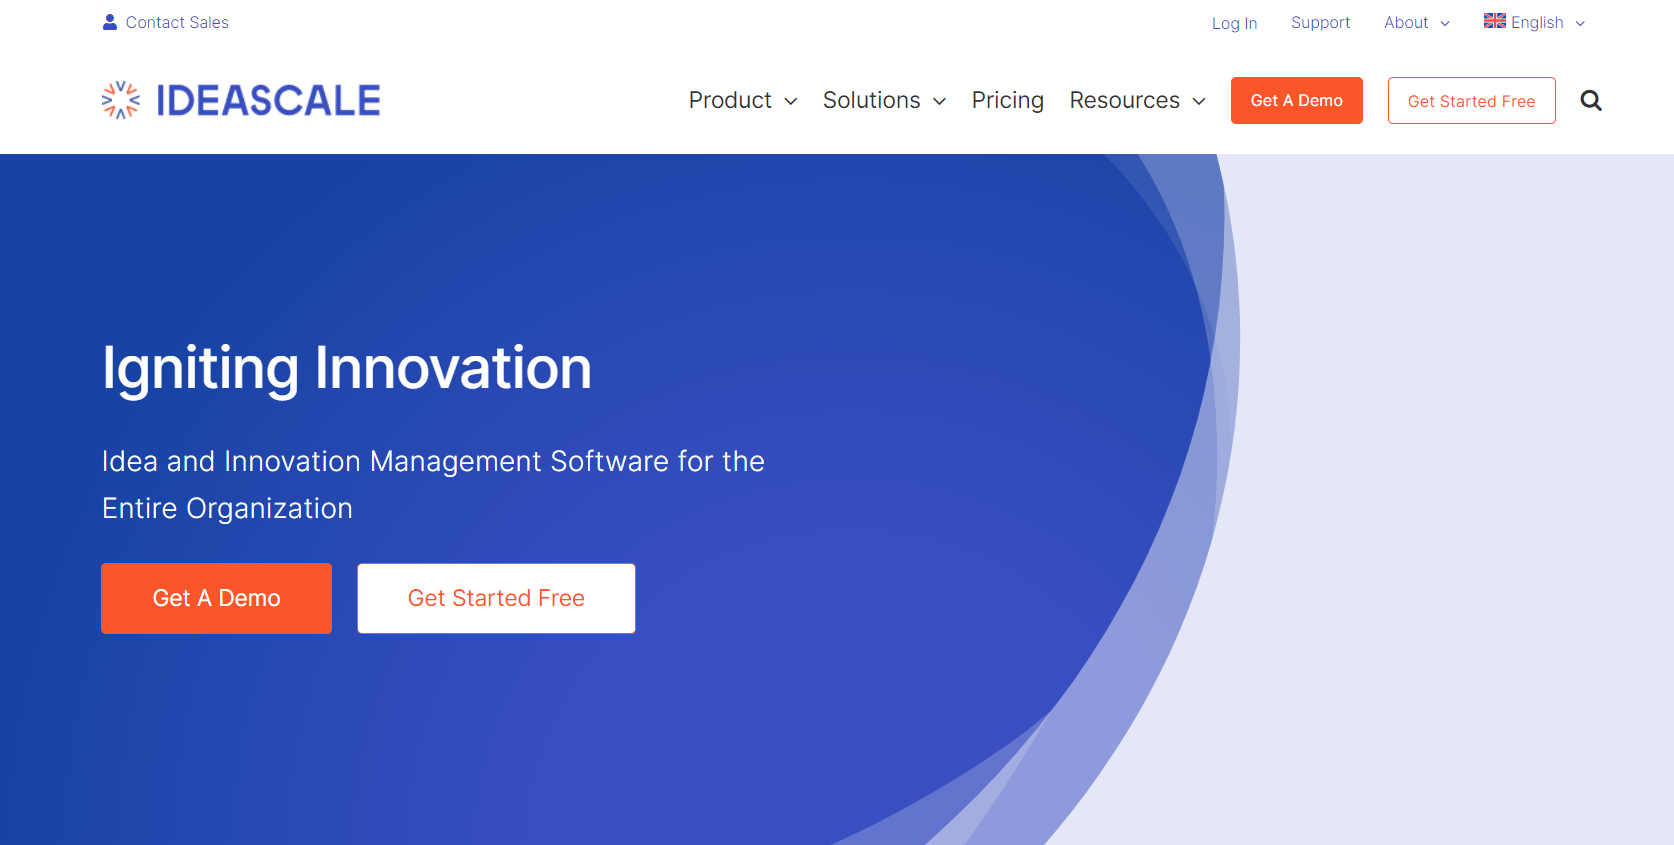 Contact Sales
Log In Support About English
IDEASCALE
Product Solutions Pricing Resources Get A Demo Get Started Free
Igniting Innovation
Idea and Innovation Management Software for the
Entire Organization
Get A Demo Get Started Free